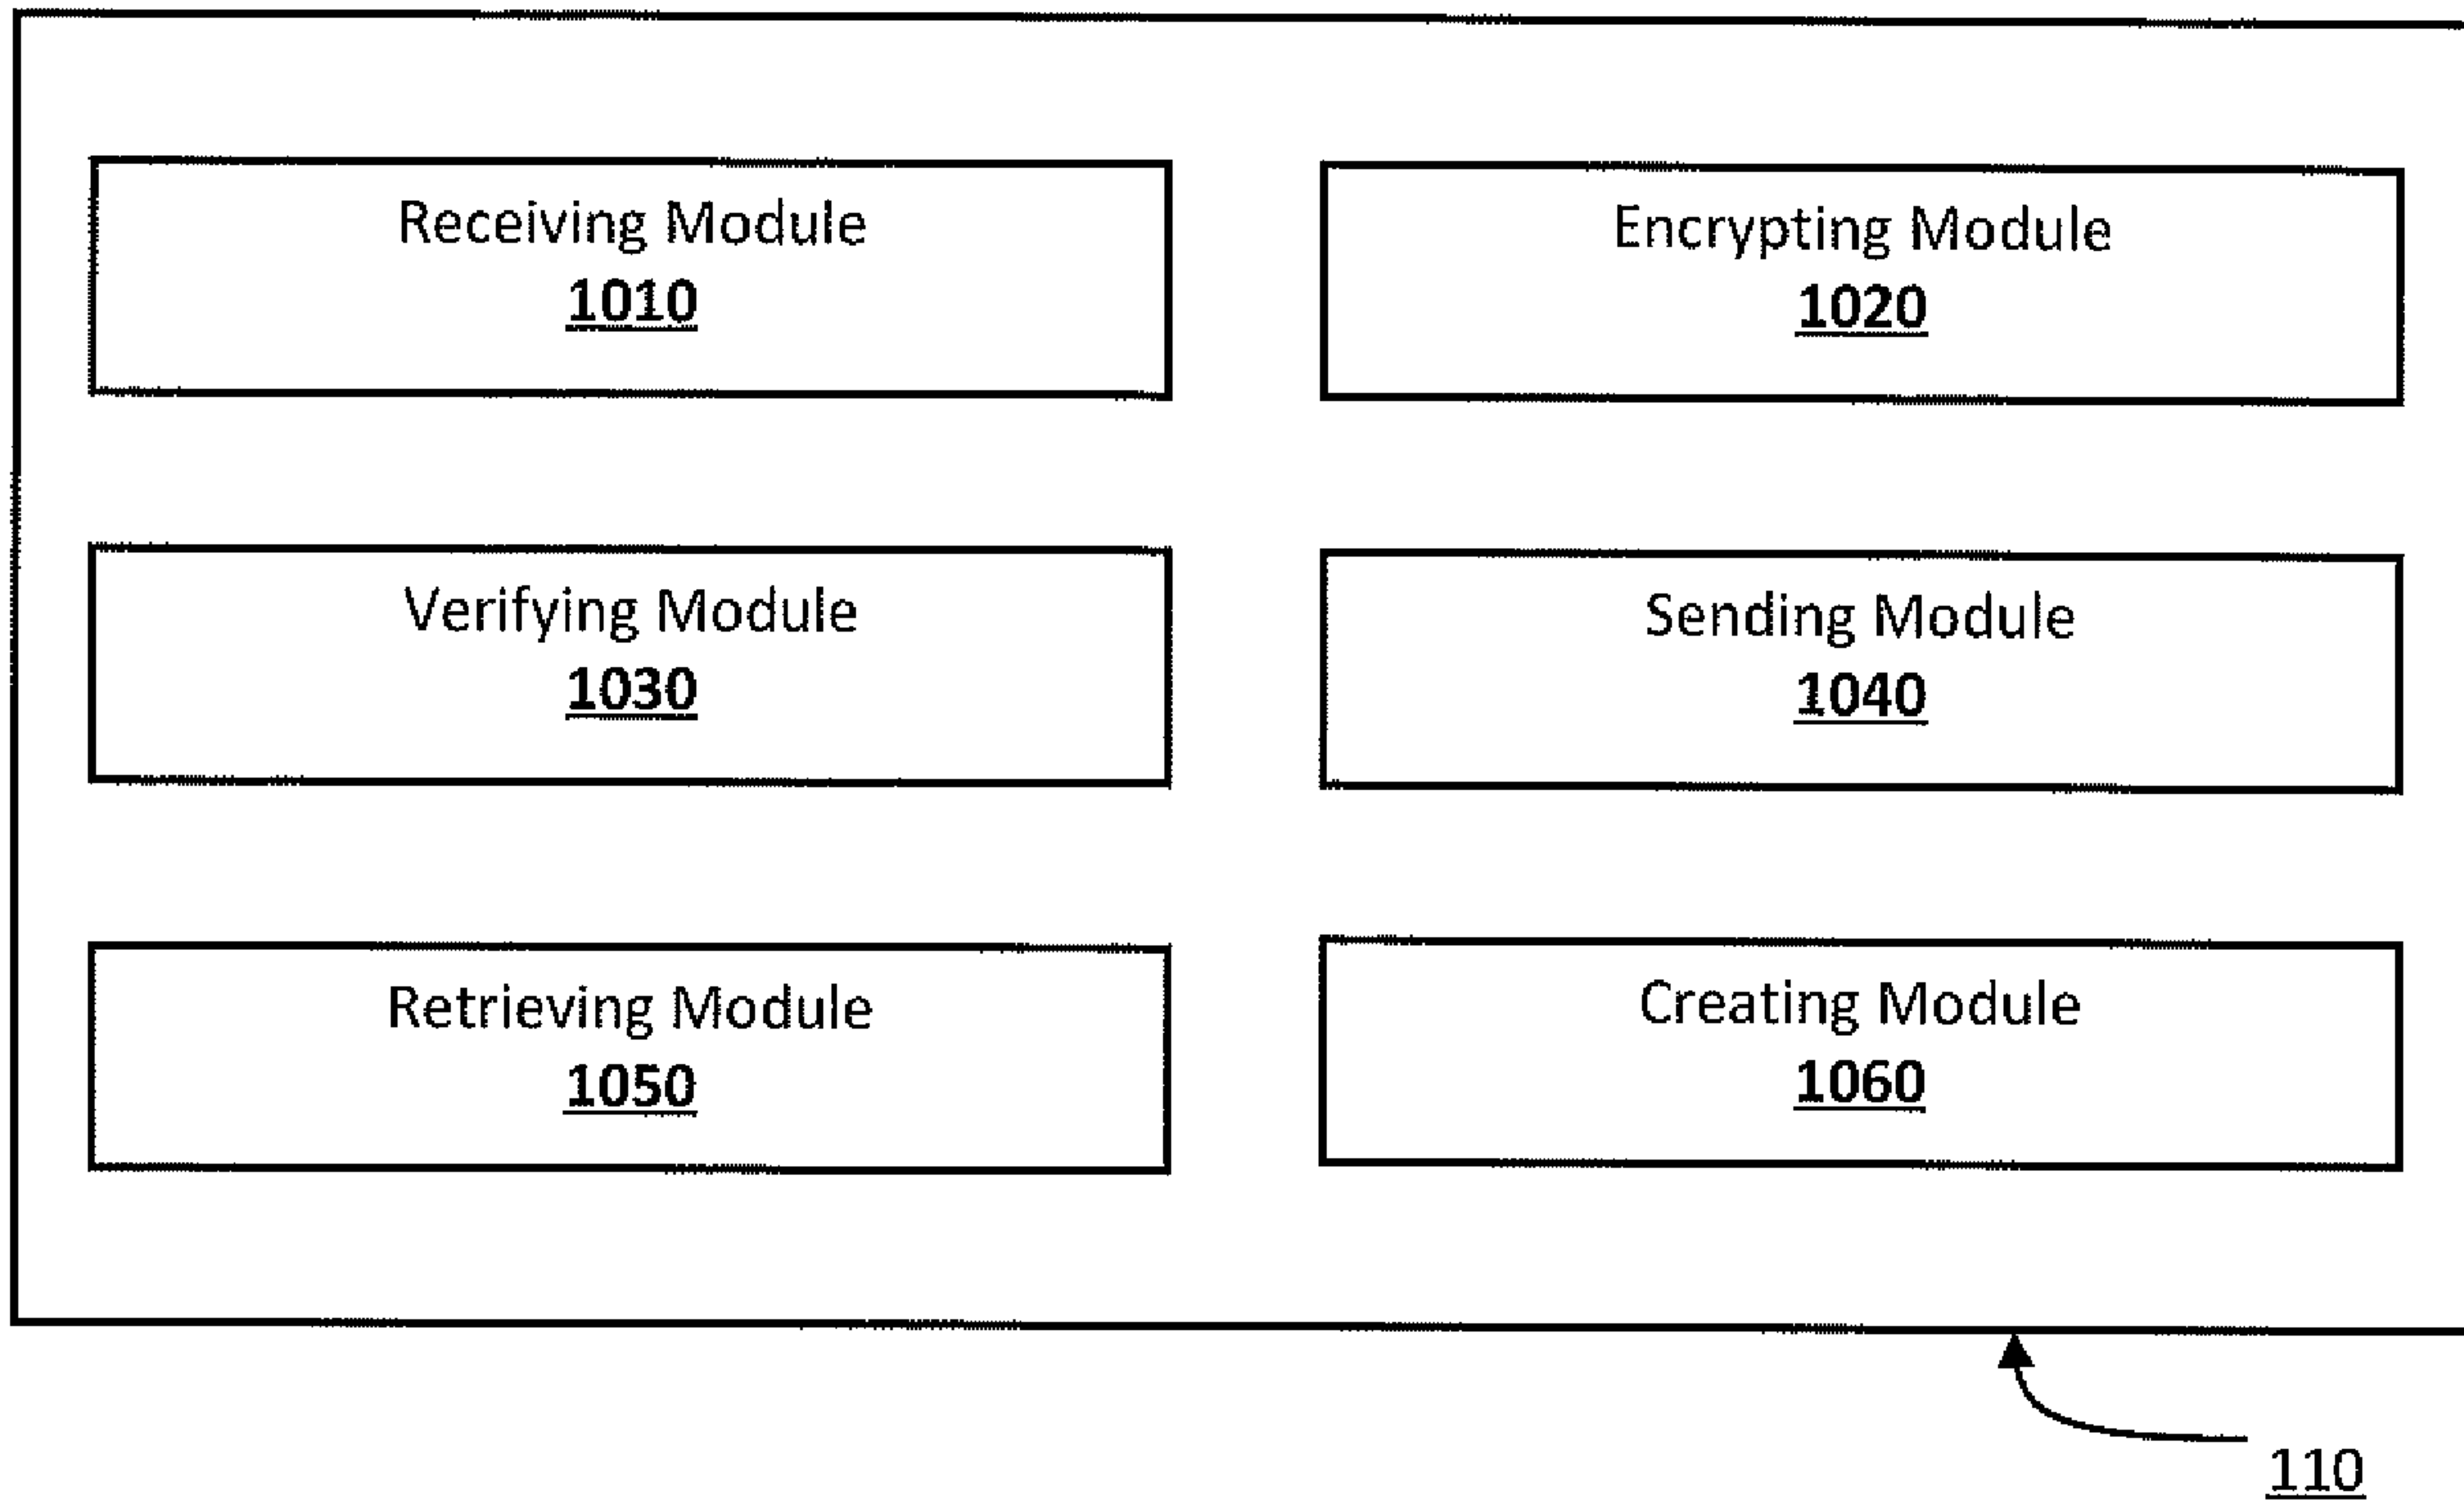 Receiving Module
1010
Encrypting Module
1020
Verifying Module
1030
Sending Module
1040
Retrieving Module
1050
Creating Module
1060
110